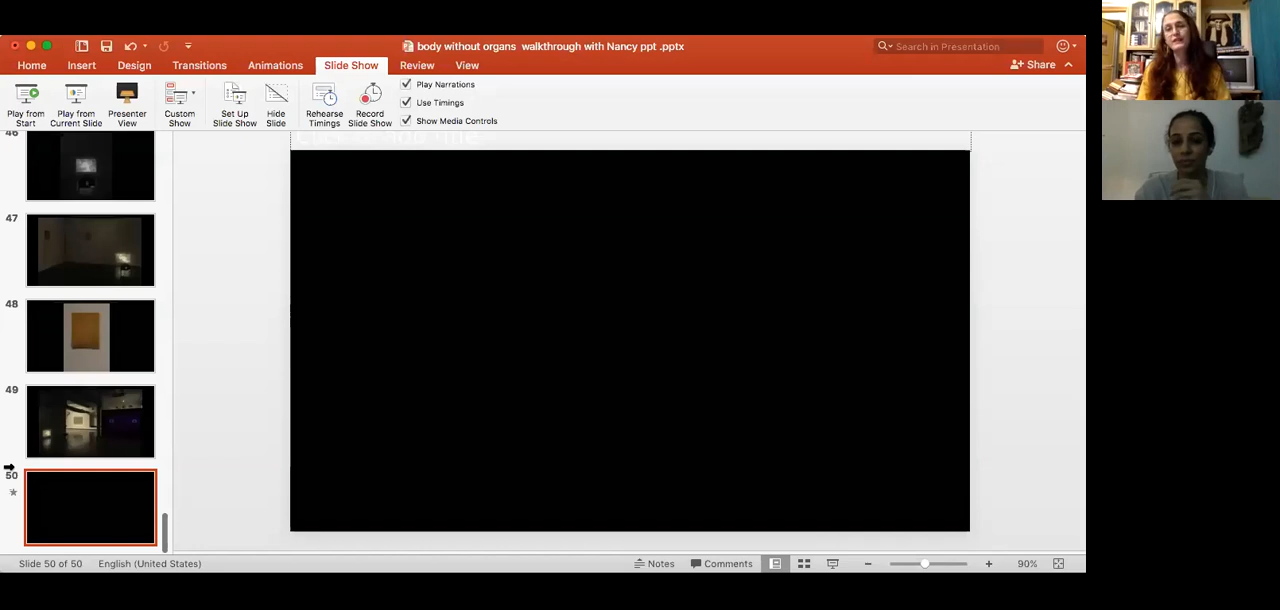 body without organs walkthrough with Nancy ppt .pptx
Search in Presentation
Home Insert Design Transitions Animations Slide Show Review View
Share
Play from Start
Play from Current Slide
Presenter View
Custom Show
Set Up Slide Show
Hide Slide
Rehearse Timings
Record Slide Show
Play Narrations
Use Timings
Show Media Controls
46
47
48
49
50
Slide 50 of 50 English (United States)
Notes Comments 90%